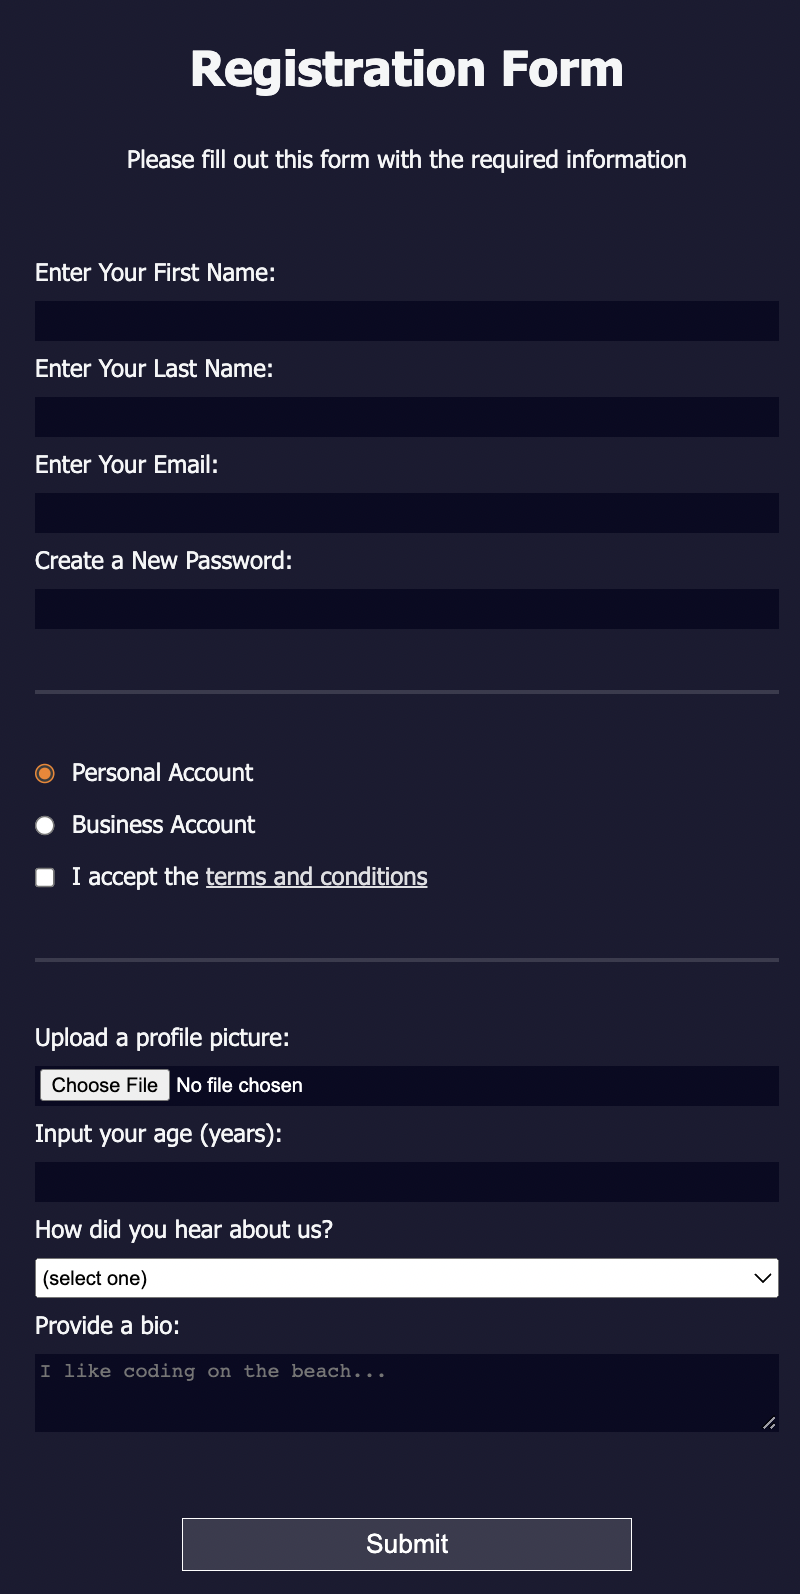 Registration Form
Please fill out this form with the required information
Enter Your First Name:
Enter Your Last Name:
Enter Your Email:
Create a New Password:
Personal Account
Business Account
I accept the terms and conditions
Upload a profile picture:
Choose File No file chosen
Input your age (years):
How did you hear about us?
(select one)
Provide a bio:
I like coding on the beach...
Submit